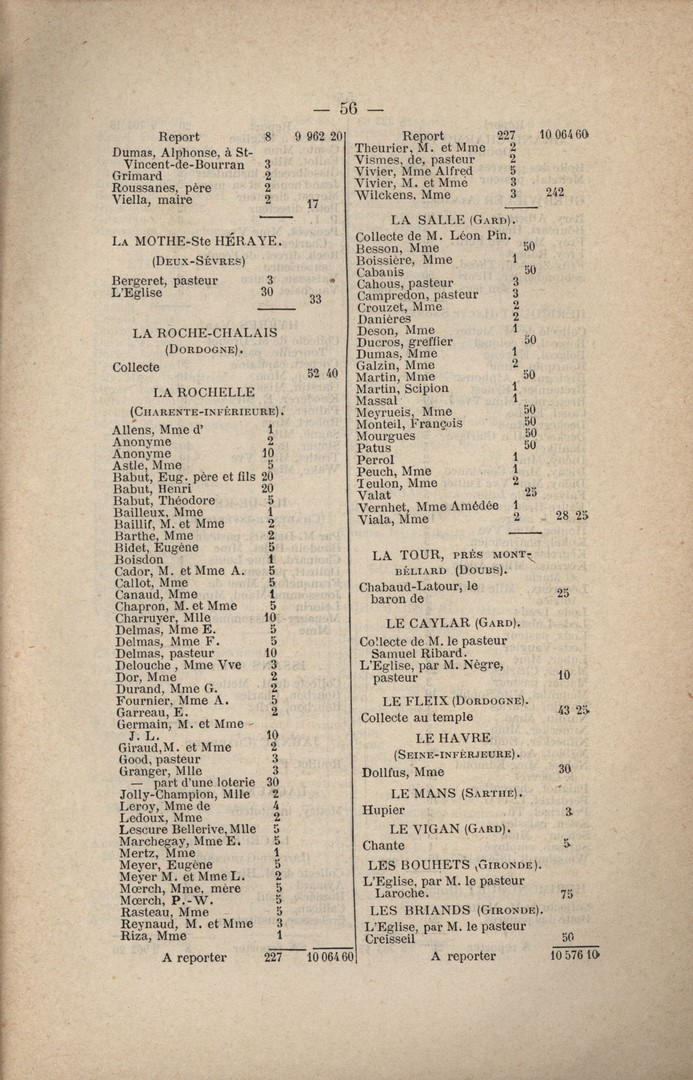 — 56 —
Report 8 9 962 20
Dumas, Alphonse, à St-
Vincent-de-Bourran 3
Grimard 2
Roussanes, père 2
Viella, maire 2 17
LA MOTHE-Ste HÉRAYE.
(DEUX-SÈVRES)
Bergeret, pasteur 3
L'Eglise 30 33
LA ROCHE-CHALAIS
(DORDOGNE).
Collecte 52 40
LA ROCHELLE
(CHARENTE-INFÉRIEURE).
Allens, Mme d' 1
Anonyme 2
Anonyme 10
Astle, Mme 5
Babut, Eug. père et fils 20
Babut, Henri 20
Babut, Théodore 5
Bailleux, Mme 1
Baillif, M. et Mme 2
Barthe, Mme 2
Bidet, Eugène 5
Boisdon 1
Cador, M. et Mme A. 5
Callot, Mme 5
Canaud, Mme 1
Chapron, M. et Mme 5
Charruyer, Mlle 10
Delmas, Mme E. 5
Delmas, Mme F. 5
Delmas, pasteur 10
Delouche, Mme Vve 3
Dor, Mme 2
Durand, Mme G. 2
Fournier, Mme A. 5
Garreau, E. 2
Germain, M. et Mme
J. L. 10
Giraud, M. et Mme 2
Good, pasteur 3
Granger, Mlle 3
— part d'une loterie 30
Jolly-Champion, Mlle 2
Leroy, Mme de 4
Ledoux, Mme 2
Lescure Bellerive, Mlle 5
Marchegay, Mme E. 5
Mertz, Mme 1
Meyer, Eugène 5
Meyer M. et Mme L. 2
Mœrch, Mme, mère 5
Mœrch, P.-W. 5
Rasteau, Mme 5
Reynaud, M. et Mme 3
Riza, Mme 1
A reporter 227 10 064 60
Report 227 10 064 60
Theurier, M. et Mme 2
Vismes, de, pasteur 2
Vivier, Mme Alfred 5
Vivier, M. et Mme 3
Wilckens, Mme 3 242
LA SALLE (GARD).
Collecte de M. Léon Pin.
Besson, Mme 50
Boissière, Mme 1
Cabanis 50
Cahous, pasteur 3
Campredon, pasteur 3
Crouzet, Mme 2
Danières 2
Deson, Mme 1
Ducros, greffier 50
Dumas, Mme 1
Galzin, Mme 2
Martin, Mme 50
Martin, Scipion 1
Massal 1
Meyrueis, Mme 50
Monteil, François 50
Mourgues 50
Patus 50
Perrol 1
Peuch, Mme 1
Teulon, Mme 2
Valat 25
Vernhet, Mme Amédée 1
Viala, Mme 2 28 25
LA TOUR, PRÈS MONT-
BÉLIARD (DOUBS).
Chabaud-Latour, le
baron de 25
LE CAYLAR (GARD).
Collecte de M. le pasteur
Samuel Ribard.
L'Eglise, par M. Nègre,
pasteur 10
LE FLEIX (DORDOGNE).
Collecte au temple 43 25
LE HAVRE
(SEINE-INFÉRIEURE).
Dollfus, Mme 30
LE MANS (SARTHE).
Hupier 3
LE VIGAN (GARD).
Chante 5
LES BOUHETS (GIRONDE).
L'Eglise, par M. le pasteur
Laroche. 75
LES BRIANDS (GIRONDE).
L'Eglise, par M. le pasteur
Creisseil 50
A reporter 10 576 10